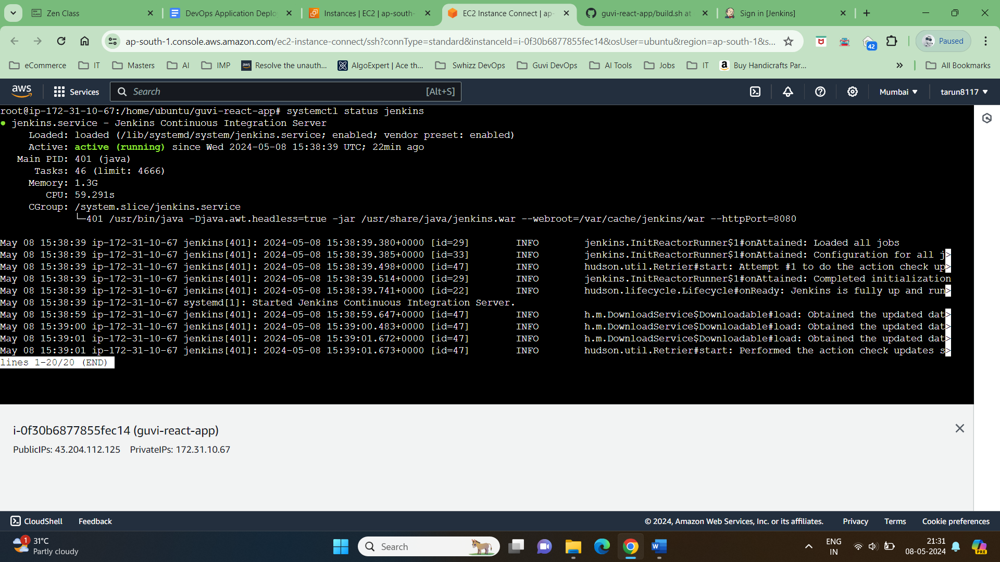 Zen Class
DevOps Application Deplo
Instances | EC2 | ap-south-
EC2 Instance Connect | ap-
guvi-react-app/build.sh at
Sign in [Jenkins]
ap-south-1.console.aws.amazon.com/ec2-instance-connect/ssh?connType=standard&instanceId=i-0f30b6877855fec14&osUser=ubuntu&region=ap-south-1&s...
42
Paused
eCommerce
IT
Masters
AI
IMP
aws
Resolve the unauth...
AlgoExpert | Ace th...
Swhizz DevOps
Guvi DevOps
AI Tools
Jobs
IT
a
Buy Handicrafts Par...
All Bookmarks
aws
Services
Search
[Alt+S]
Mumbai
tarun8117
root@ip-172-31-10-67:/home/ubuntu/guvi-react-app# systemctl status jenkins
● jenkins.service - Jenkins Continuous Integration Server
Loaded: loaded (/lib/systemd/system/jenkins.service; enabled; vendor preset: enabled)
Active: active (running) since Wed 2024-05-08 15:38:39 UTC; 22min ago
Main PID: 401 (java)
Tasks: 46 (limit: 4666)
Memory: 1.3G
CPU: 59.291s
CGroup: /system.slice/jenkins.service
└─401 /usr/bin/java -Djava.awt.headless=true -jar /usr/share/java/jenkins.war --webroot=/var/cache/jenkins/war --httpPort=8080
May 08 15:38:39 ip-172-31-10-67 jenkins[401]: 2024-05-08 15:38:39.380+0000 [id=29] INFO jenkins.InitReactorRunner$1#onAttained: Loaded all jobs
May 08 15:38:39 ip-172-31-10-67 jenkins[401]: 2024-05-08 15:38:39.385+0000 [id=33] INFO jenkins.InitReactorRunner$1#onAttained: Configuration for all j>
May 08 15:38:39 ip-172-31-10-67 jenkins[401]: 2024-05-08 15:38:39.498+0000 [id=47] INFO hudson.util.Retrier#start: Attempt #1 to do the action check up>
May 08 15:38:39 ip-172-31-10-67 jenkins[401]: 2024-05-08 15:38:39.514+0000 [id=29] INFO jenkins.InitReactorRunner$1#onAttained: Completed initialization
May 08 15:38:39 ip-172-31-10-67 jenkins[401]: 2024-05-08 15:38:39.741+0000 [id=22] INFO hudson.lifecycle.Lifecycle#onReady: Jenkins is fully up and run>
May 08 15:38:39 ip-172-31-10-67 systemd[1]: Started Jenkins Continuous Integration Server.
May 08 15:38:59 ip-172-31-10-67 jenkins[401]: 2024-05-08 15:38:59.647+0000 [id=47] INFO h.m.DownloadService$Downloadable#load: Obtained the updated dat>
May 08 15:39:00 ip-172-31-10-67 jenkins[401]: 2024-05-08 15:39:00.483+0000 [id=47] INFO h.m.DownloadService$Downloadable#load: Obtained the updated dat>
May 08 15:39:01 ip-172-31-10-67 jenkins[401]: 2024-05-08 15:39:01.672+0000 [id=47] INFO h.m.DownloadService$Downloadable#load: Obtained the updated dat>
May 08 15:39:01 ip-172-31-10-67 jenkins[401]: 2024-05-08 15:39:01.673+0000 [id=47] INFO hudson.util.Retrier#start: Performed the action check updates s>
lines 1-20/20 (END)
i-0f30b6877855fec14 (guvi-react-app)
PublicIPs: 43.204.112.125 PrivateIPs: 172.31.10.67
CloudShell
Feedback
© 2024, Amazon Web Services, Inc. or its affiliates.
Privacy
Terms
Cookie preferences
1
31°C
Partly cloudy
Search
W
ENG
IN
21:31
08-05-2024
PRE